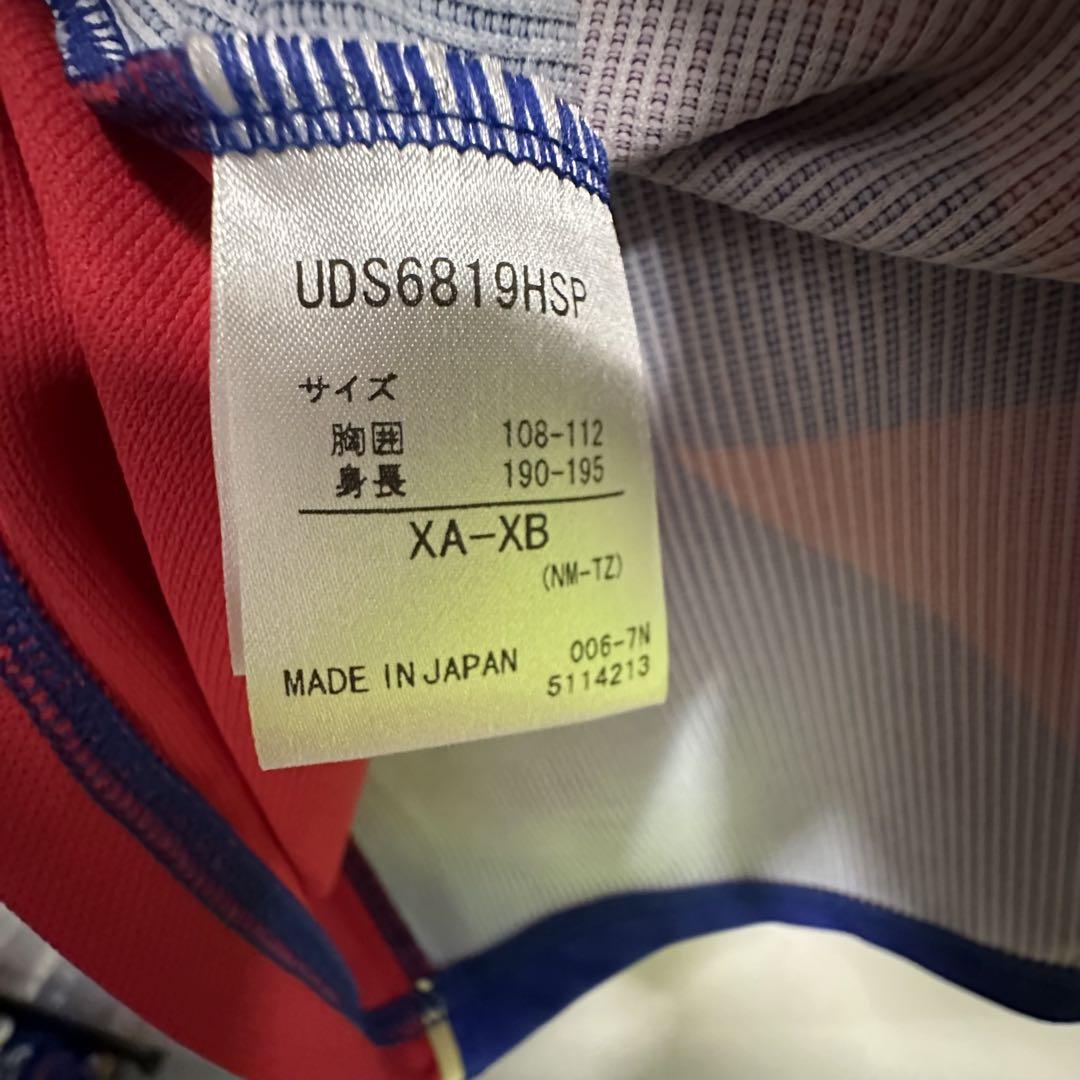 UDS6819HSP
サイズ
胸囲 108-112
身長 190-195
XA-XB
(NM-TZ)
MADE IN JAPAN 006-7N
5114213